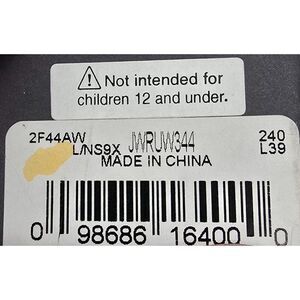 Not intended for
children 12 and under.
2F44AW JWRUW344 240
L/NS9X L39
MADE IN CHINA
0 98686 16400 0